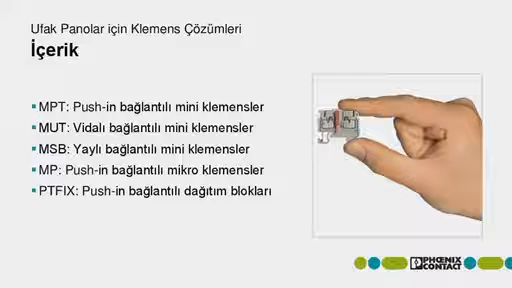 Ufak Panolar için Klemens Çözümleri
İçerik
MPT: Push-in bağlantılı mini klemensler
MUT: Vidalı bağlantılı mini klemensler
MSB: Yaylı bağlantılı mini klemensler
MP: Push-in bağlantılı mikro klemensler
PTFIX: Push-in bağlantılı dağıtım blokları
PHŒNIX
CONTACT